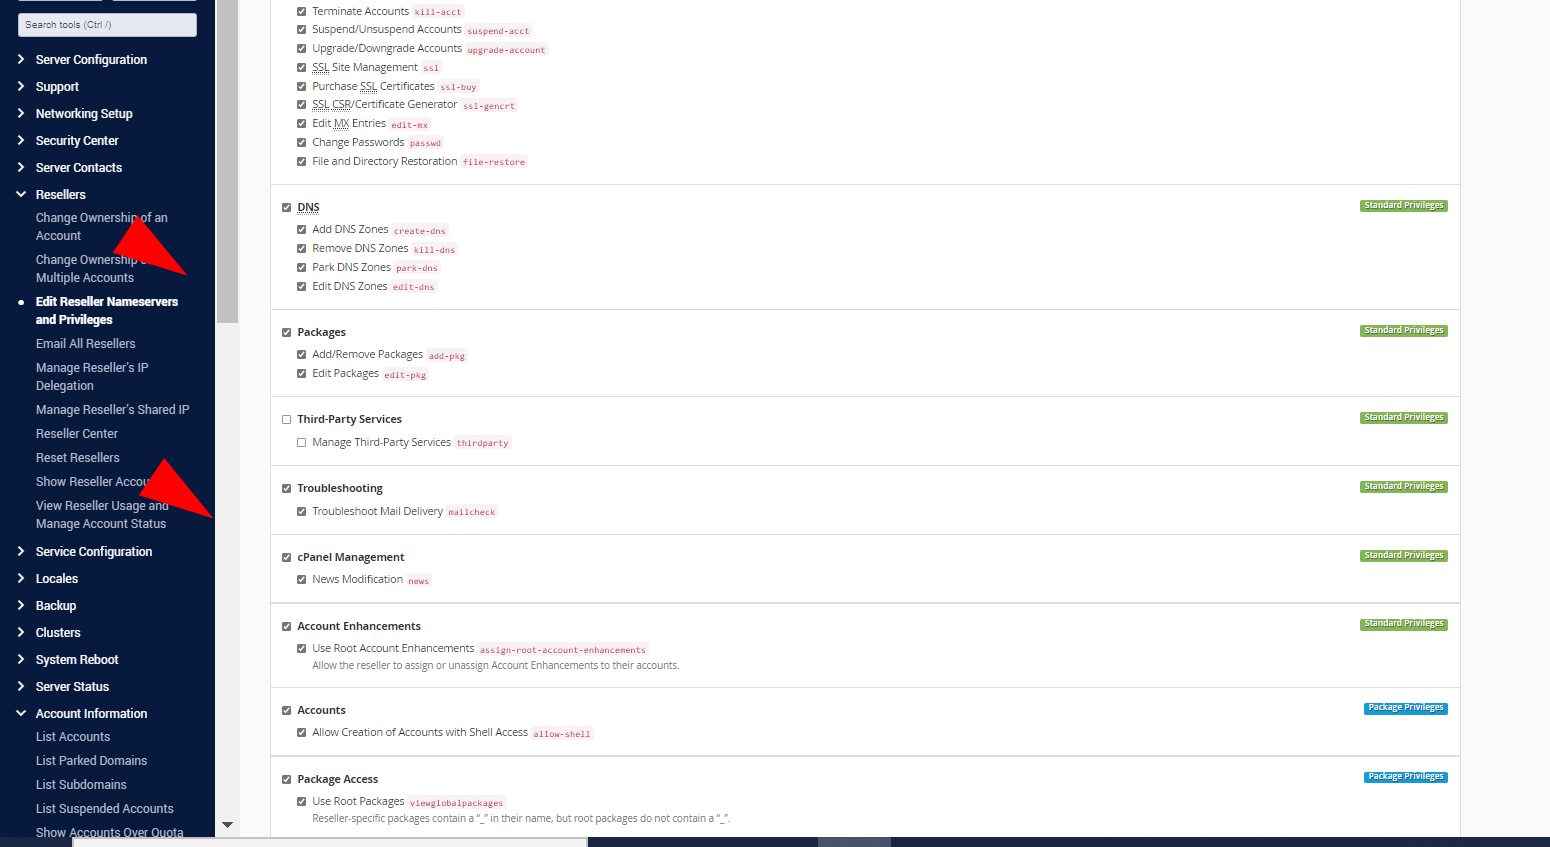 Search tools (Ctrl /)
Server Configuration
Support
Networking Setup
Security Center
Server Contacts
Resellers
Change Ownership of an
Account
Change Ownership
Multiple Accounts
Edit Reseller Nameservers
and Privileges
Email All Resellers
Manage Reseller's IP
Delegation
Manage Reseller's Shared IP
Reseller Center
Reset Resellers
Show Reseller
View Reseller Usage and
Manage Account Status
Service Configuration
Locales
Backup
Clusters
System Reboot
Server Status
Account Information
List Accounts
List Parked Domains
List Subdomains
List Suspended Accounts
Show Accounts Over Quota
Terminate Accounts kill-acct
Suspend/Unsuspend Accounts suspend-acct
Upgrade/Downgrade Accounts upgrade-account
SSL Site Management ssl
Purchase SSL Certificates ssl-buy
SSL CSR/Certificate Generator ssl-gencrt
Edit MX Entries edit-mx
Change Passwords passwd
File and Directory Restoration file-restore
DNS Standard Privileges
Add DNS Zones create-dns
Remove DNS Zones kill-dns
Park DNS Zones park-dns
Edit DNS Zones edit-dns
Packages Standard Privileges
Add/Remove Packages add-pkg
Edit Packages edit-pkg
Third-Party Services Standard Privileges
Manage Third-Party Services thirdparty
Troubleshooting Standard Privileges
Troubleshoot Mail Delivery mailcheck
cPanel Management Standard Privileges
News Modification news
Account Enhancements Standard Privileges
Use Root Account Enhancements assign-root-account-enhancements
Allow the reseller to assign or unassign Account Enhancements to their accounts.
Accounts Package Privileges
Allow Creation of Accounts with Shell Access allow-shell
Package Access Package Privileges
Use Root Packages viewglobalpackages
Reseller-specific packages contain a “_” in their name, but root packages do not contain a “_”.